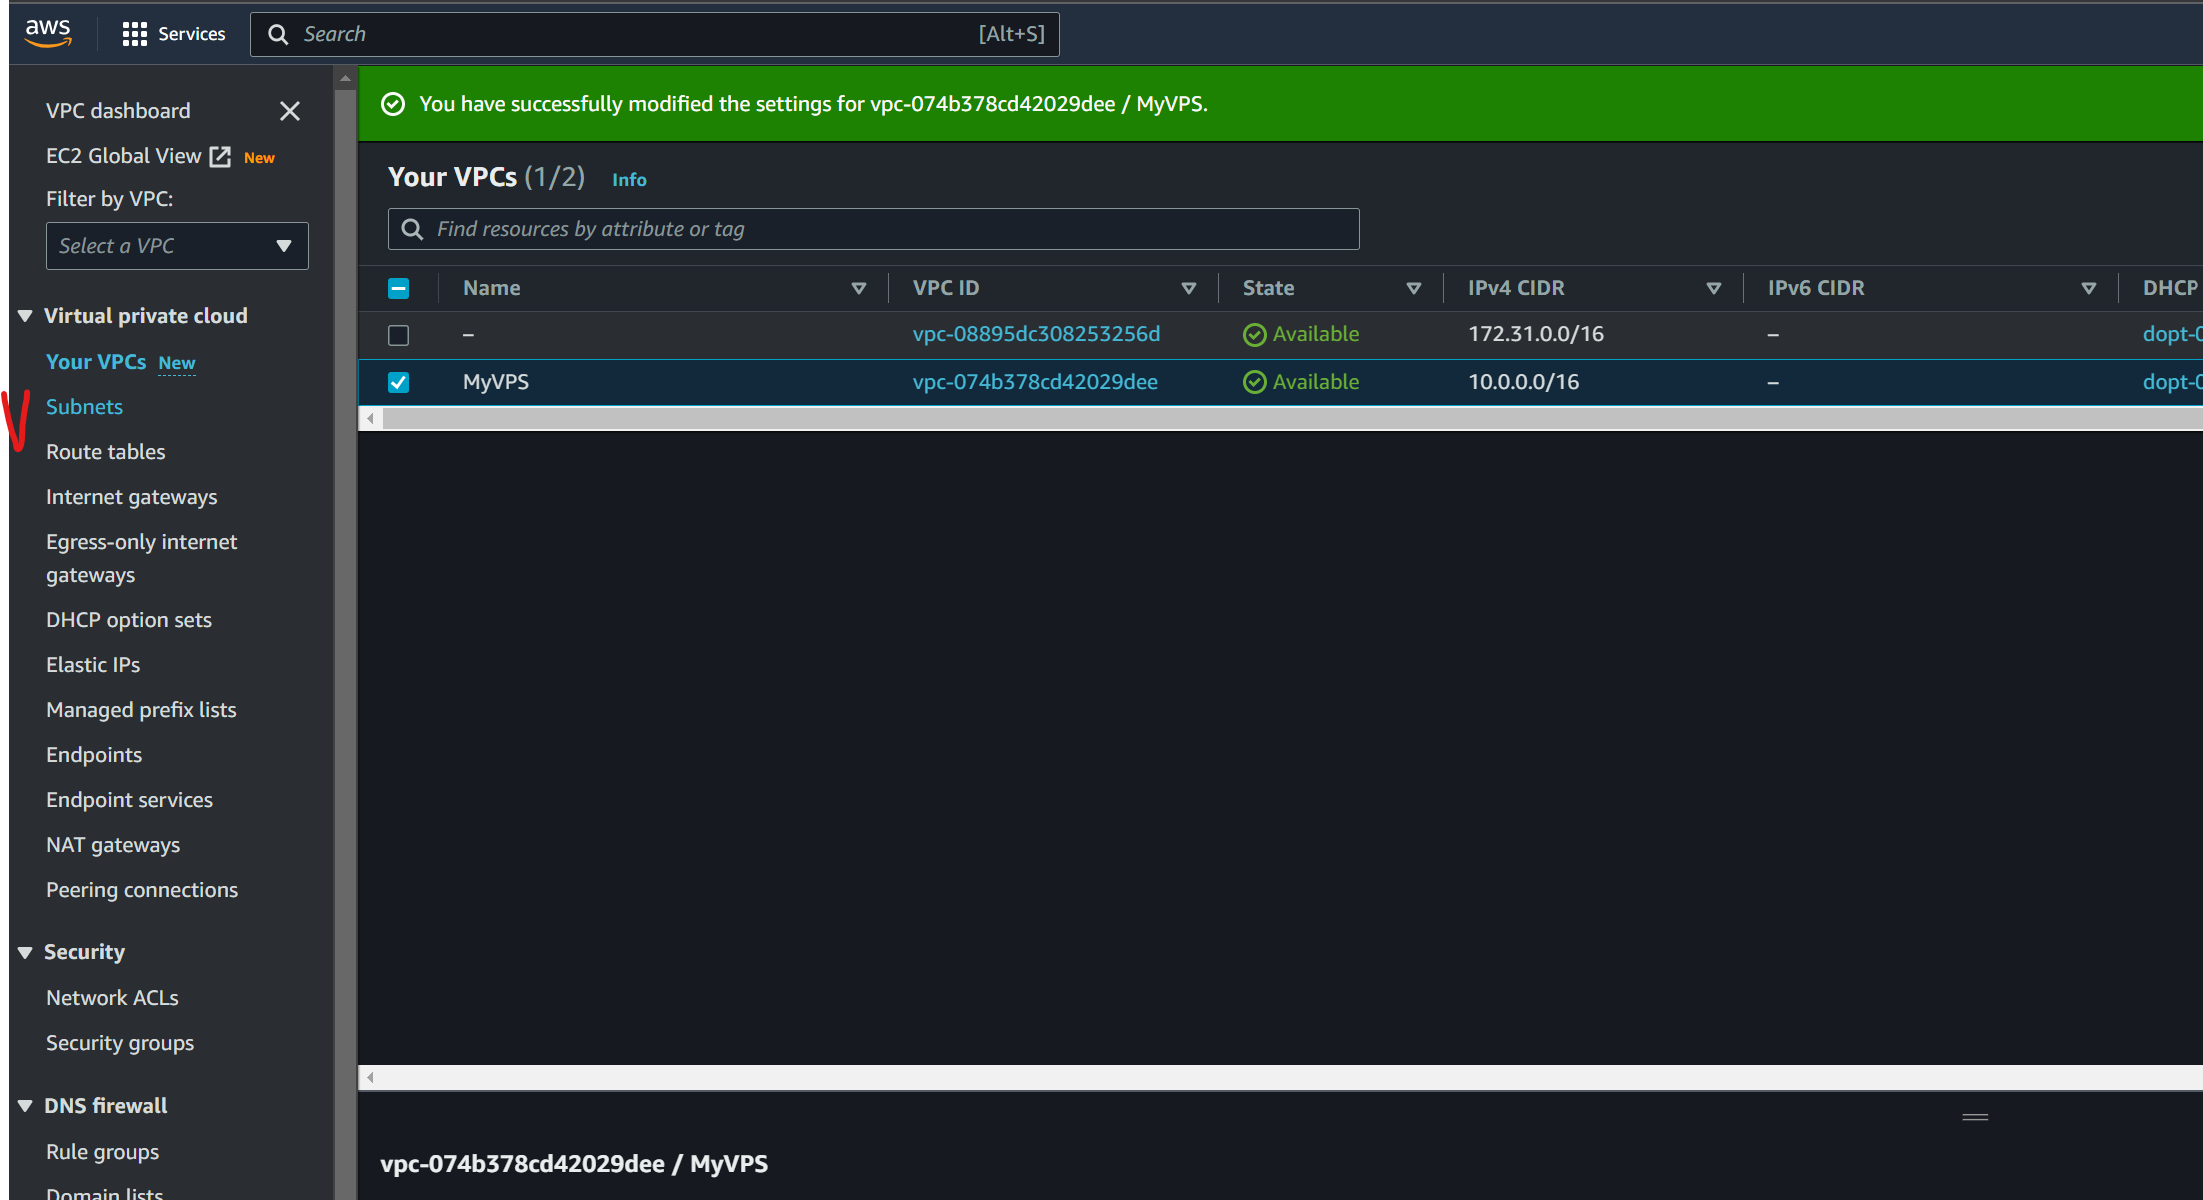 aws
Services
Search [Alt+S]
VPC dashboard
EC2 Global View New
Filter by VPC:
Select a VPC
Virtual private cloud
Your VPCs New
Subnets
Route tables
Internet gateways
Egress-only internet
gateways
DHCP option sets
Elastic IPs
Managed prefix lists
Endpoints
Endpoint services
NAT gateways
Peering connections
Security
Network ACLs
Security groups
DNS firewall
Rule groups
Domain lists
You have successfully modified the settings for vpc-074b378cd42029dee / MyVPS.
Your VPCs (1/2) Info
Find resources by attribute or tag
Name VPC ID State IPv4 CIDR IPv6 CIDR DHCP
– vpc-08895dc308253256d Available 172.31.0.0/16 – dopt-0
MyVPS vpc-074b378cd42029dee Available 10.0.0.0/16 – dopt-0
vpc-074b378cd42029dee / MyVPS